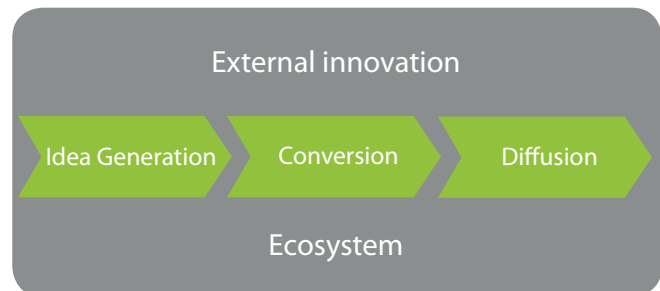 External innovation
Idea Generation Conversion Diffusion
Ecosystem